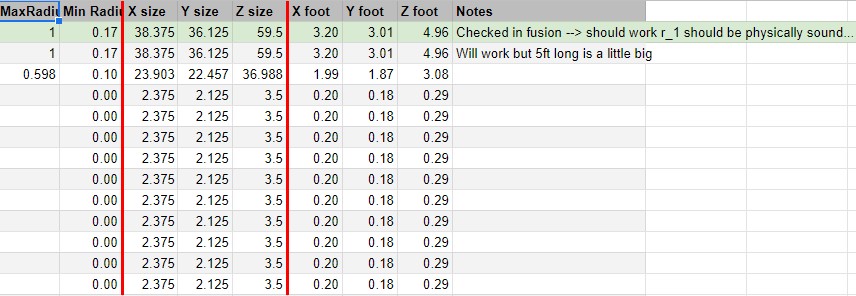 MaxRadiu Min Radiu X size Y size Z size X foot Y foot Z foot Notes
1 0.17 38.375 36.125 59.5 3.20 3.01 4.96 Checked in fusion --> should work r_1 should be physically sound...
1 0.17 38.375 36.125 59.5 3.20 3.01 4.96 Will work but 5ft long is a little big
0.598 0.10 23.903 22.457 36.988 1.99 1.87 3.08
0.00 2.375 2.125 3.5 0.20 0.18 0.29
0.00 2.375 2.125 3.5 0.20 0.18 0.29
0.00 2.375 2.125 3.5 0.20 0.18 0.29
0.00 2.375 2.125 3.5 0.20 0.18 0.29
0.00 2.375 2.125 3.5 0.20 0.18 0.29
0.00 2.375 2.125 3.5 0.20 0.18 0.29
0.00 2.375 2.125 3.5 0.20 0.18 0.29
0.00 2.375 2.125 3.5 0.20 0.18 0.29
0.00 2.375 2.125 3.5 0.20 0.18 0.29
0.00 2.375 2.125 3.5 0.20 0.18 0.29